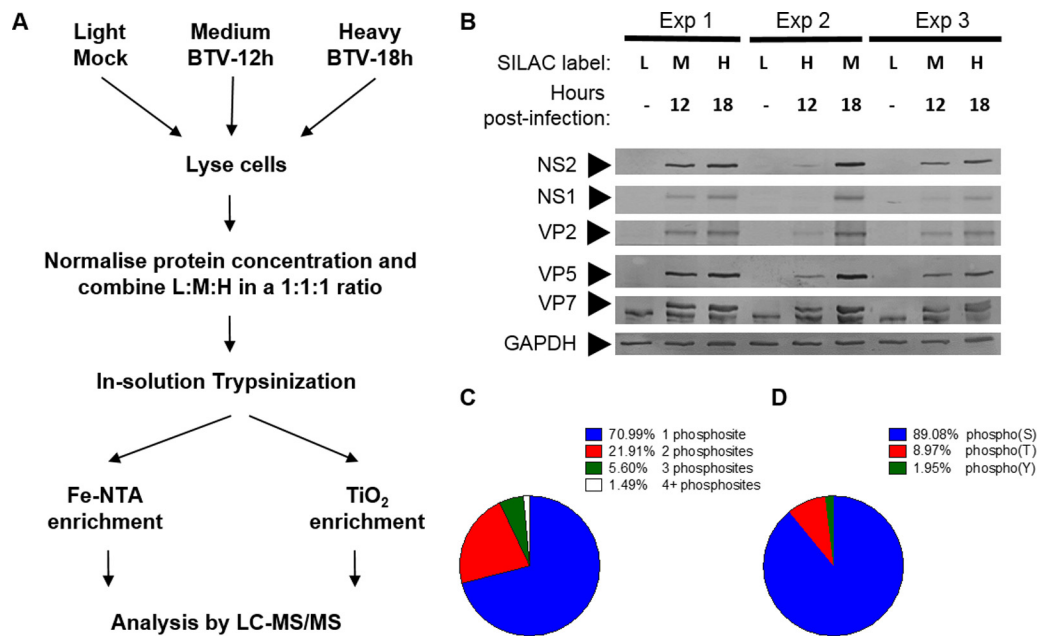 A
Light
Mock
Medium
BTV-12h
Heavy
BTV-18h
Lyse cells
Normalise protein concentration and
combine L:M:H in a 1:1:1 ratio
In-solution Trypsinization
Fe-NTA
enrichment
TiO₂
enrichment
Analysis by LC-MS/MS
B
Exp 1 Exp 2 Exp 3
SILAC label: L M H L H M L M H
Hours
post-infection: - 12 18 - 12 18 - 12 18
NS2
NS1
VP2
VP5
VP7
GAPDH
C
70.99% 1 phosphosite
21.91% 2 phosphosites
5.60% 3 phosphosites
1.49% 4+ phosphosites
D
89.08% phospho(S)
8.97% phospho(T)
1.95% phospho(Y)